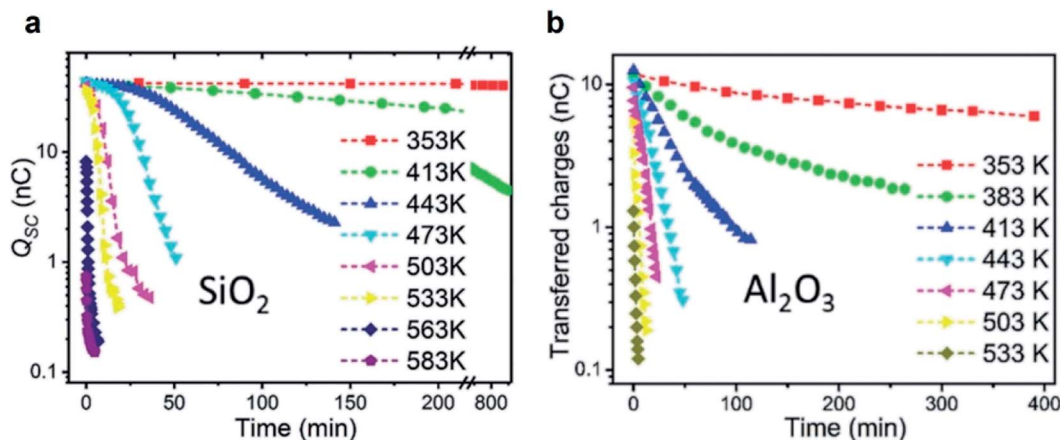 a
10
1
0.1
Q_SC (nC)
353K
413K
443K
473K
503K
533K
563K
583K
SiO₂
0 50 100 150 200 800
Time (min)
b
10
1
0.1
Transferred charges (nC)
353 K
383 K
413 K
443 K
473 K
503 K
533 K
Al₂O₃
0 100 200 300 400
Time (min)